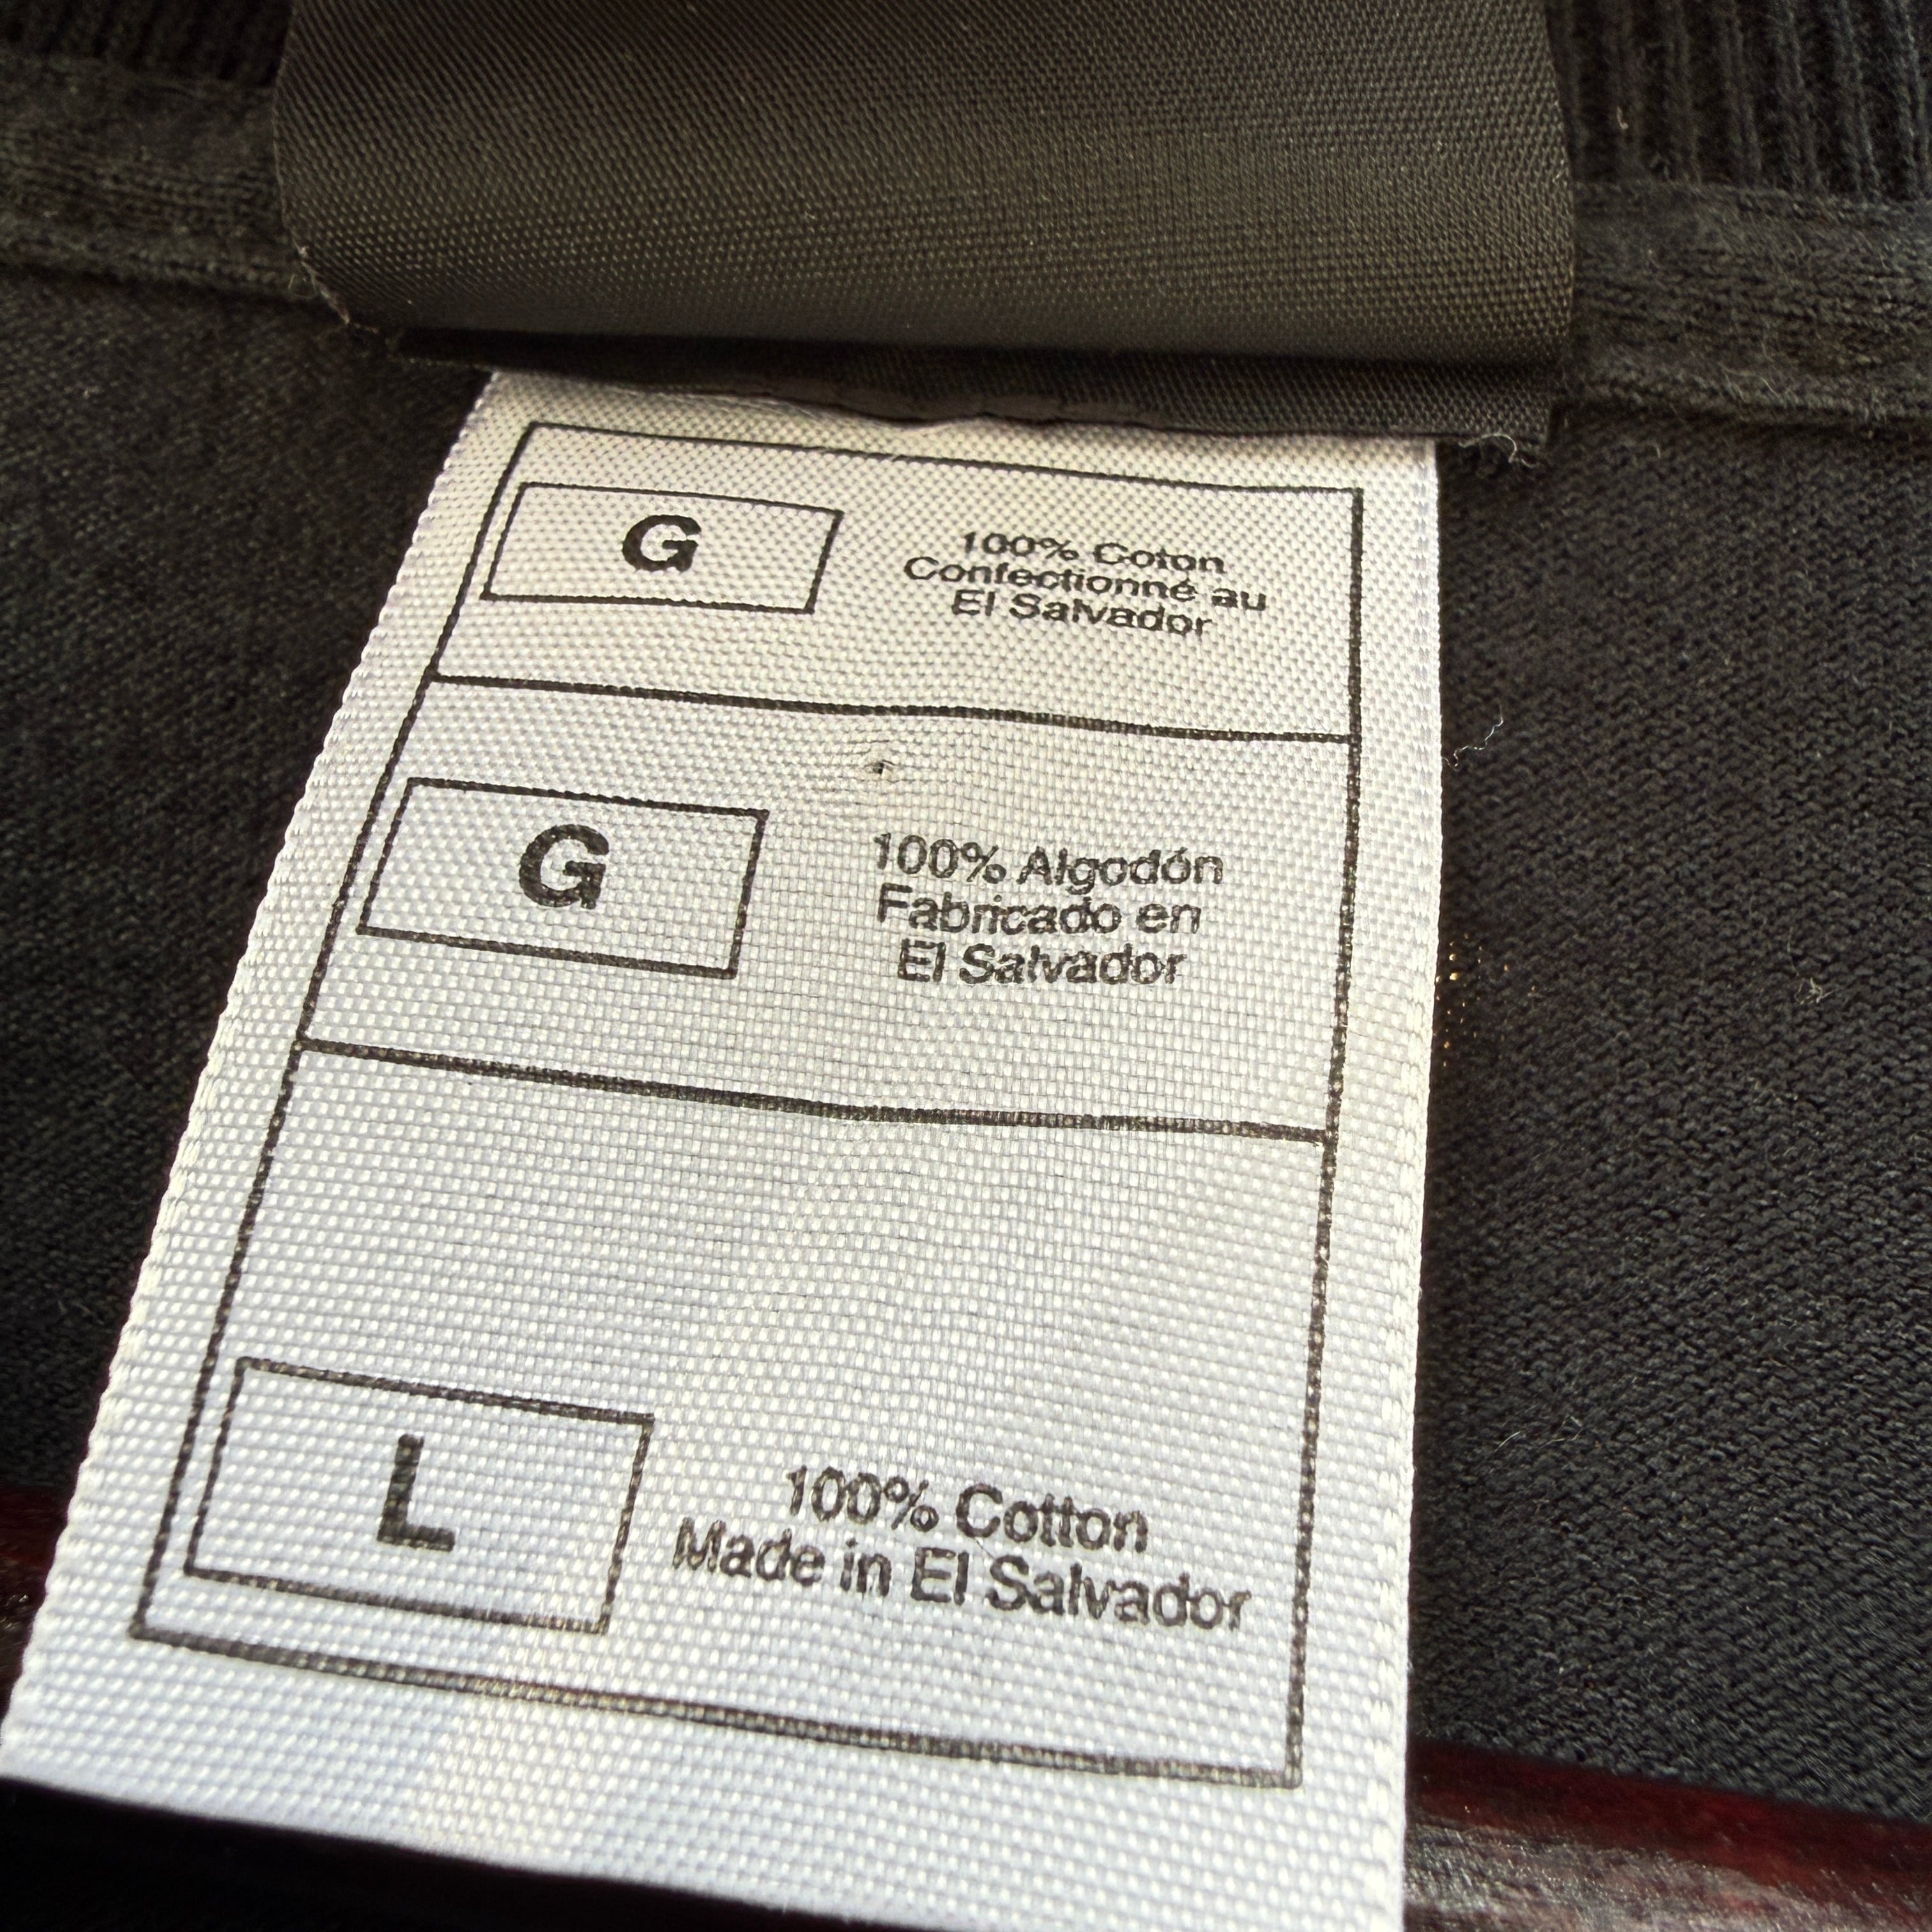 G
100% Coton
Confectionné au
El Salvador
G
100% Algodón
Fabricado en
El Salvador
L
100% Cotton
Made in El Salvador